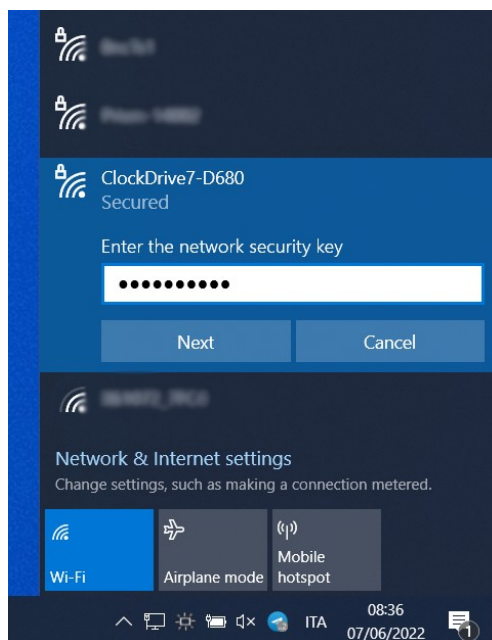 ClockDrive7-D680
Secured
Enter the network security key
••••••••••
Next
Cancel
Network & Internet settings
Change settings, such as making a connection metered.
Wi-Fi
Airplane mode
Mobile
hotspot
ITA
08:36
07/06/2022
1